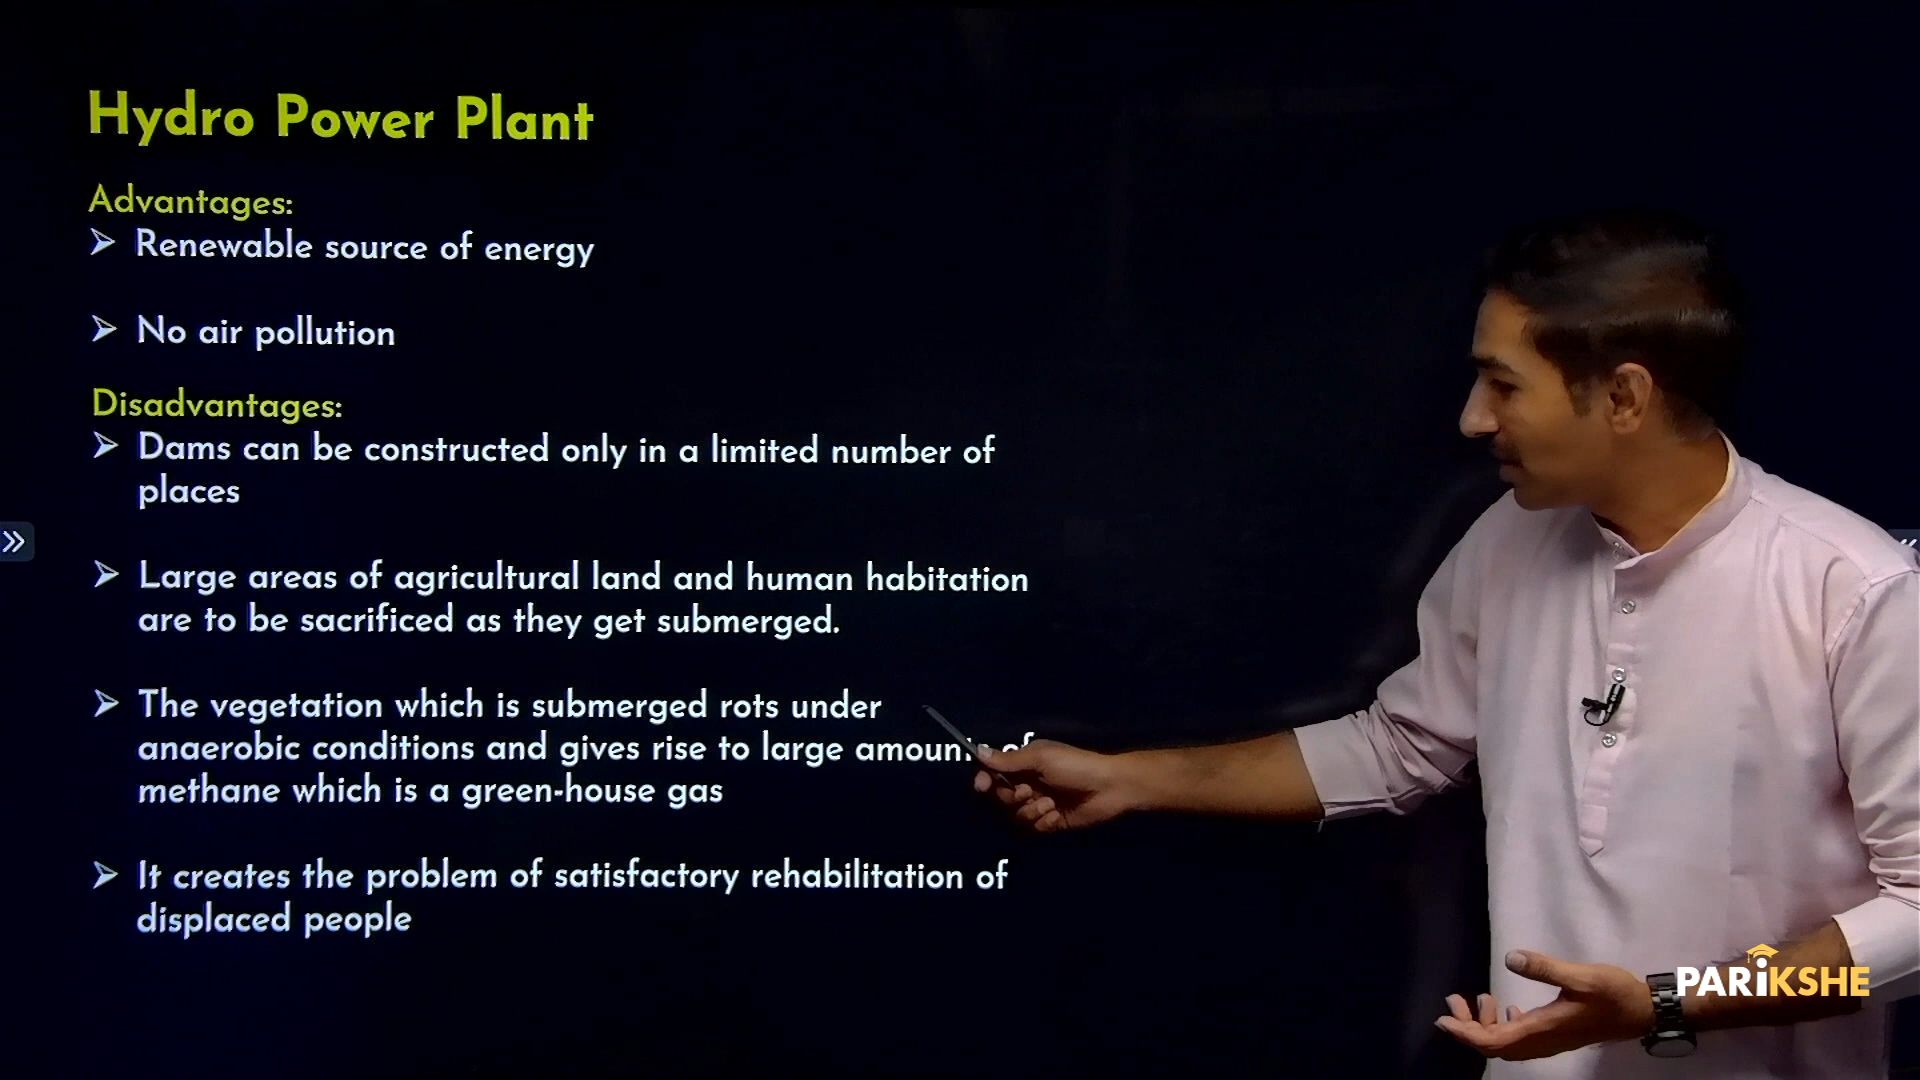 Hydro Power Plant
Advantages:
➢ Renewable source of energy
➢ No air pollution
Disadvantages:
➢ Dams can be constructed only in a limited number of
places
➢ Large areas of agricultural land and human habitation
are to be sacrificed as they get submerged.
➢ The vegetation which is submerged rots under
anaerobic conditions and gives rise to large amounts of
methane which is a green-house gas
➢ It creates the problem of satisfactory rehabilitation of
displaced people
PARiKSHE